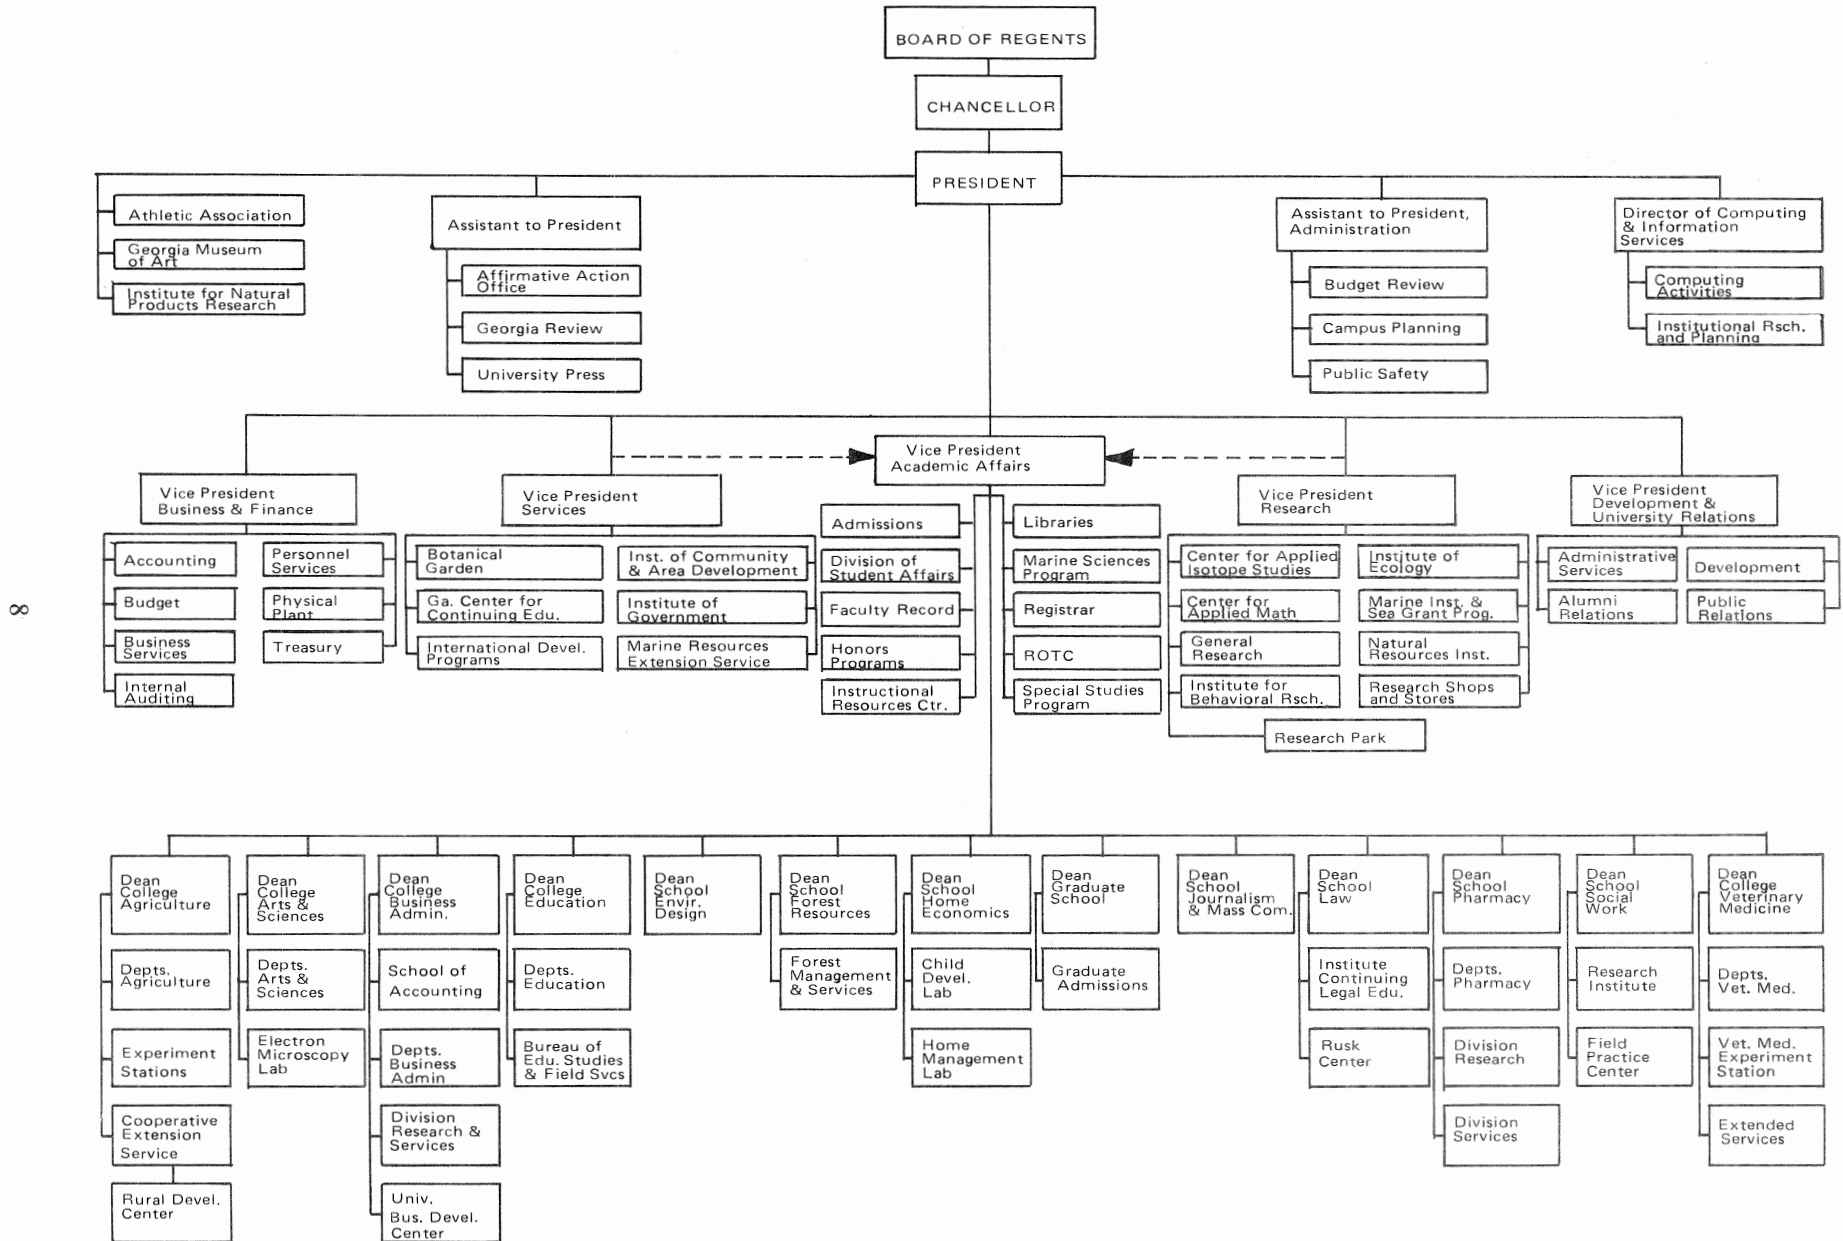 BOARD OF REGENTS
CHANCELLOR
PRESIDENT
Athletic Association
Georgia Museum
of Art
Institute for Natural
Products Research
Assistant to President
Affirmative Action
Office
Georgia Review
University Press
Assistant to President,
Administration
Budget Review
Campus Planning
Public Safety
Director of Computing
& Information
Services
Computing
Activities
Institutional Rsch.
and Planning
Vice President
Academic Affairs
Vice President
Business & Finance
Accounting
Budget
Business
Services
Internal
Auditing
Personnel
Services
Physical
Plant
Treasury
Vice President
Services
Botanical
Garden
Ga. Center for
Continuing Edu.
International Devel.
Programs
Inst. of Community
& Area Development
Institute of
Government
Marine Resources
Extension Service
Admissions
Division of
Student Affairs
Faculty Record
Honors
Programs
Instructional
Resources Ctr.
Libraries
Marine Sciences
Program
Registrar
ROTC
Special Studies
Program
Vice President
Research
Center for Applied
Isotope Studies
Center for
Applied Math
General
Research
Institute for
Behavioral Rsch.
Institute of
Ecology
Marine Inst. &
Sea Grant Prog.
Natural
Resources Inst.
Research Shops
and Stores
Research Park
Vice President
Development &
University Relations
Administrative
Services
Alumni
Relations
Development
Public
Relations
8
Dean
College
Agriculture
Depts.
Agriculture
Experiment
Stations
Cooperative
Extension
Service
Rural Devel.
Center
Dean
College
Arts &
Sciences
Depts.
Arts &
Sciences
Electron
Microscopy
Lab
Dean
College
Business
Admin.
School of
Accounting
Depts.
Business
Admin
Division
Research &
Services
Univ.
Bus. Devel.
Center
Dean
College
Education
Depts.
Education
Bureau of
Edu. Studies
& Field Svcs
Dean
School
Envir.
Design
Dean
School
Forest
Resources
Forest
Management
& Services
Dean
School
Home
Economics
Child
Devel.
Lab
Home
Management
Lab
Dean
Graduate
School
Graduate
Admissions
Dean
School
Journalism
& Mass Com.
Dean
School
Law
Institute
Continuing
Legal Edu.
Rusk
Center
Dean
School
Pharmacy
Depts.
Pharmacy
Division
Research
Division
Services
Dean
School
Social
Work
Research
Institute
Field
Practice
Center
Dean
College
Veterinary
Medicine
Depts.
Vet. Med.
Vet. Med.
Experiment
Station
Extended
Services